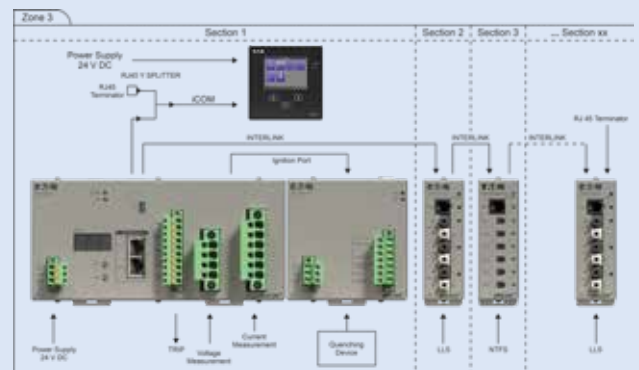 Zone 3
Section 1
Section 2
Section 3
... Section xx
Power Supply
24 V DC
RJ45 Y SPLITTER
RJ45
Terminator
iCOM
RJ 45 Terminator
INTERLINK
INTERLINK
INTERLINK
Ignition Port
Power Supply
24 V DC
TRIP
Voltage
Measurement
Current
Measurement
Quenching
Device
LLS
NTFS
LLS